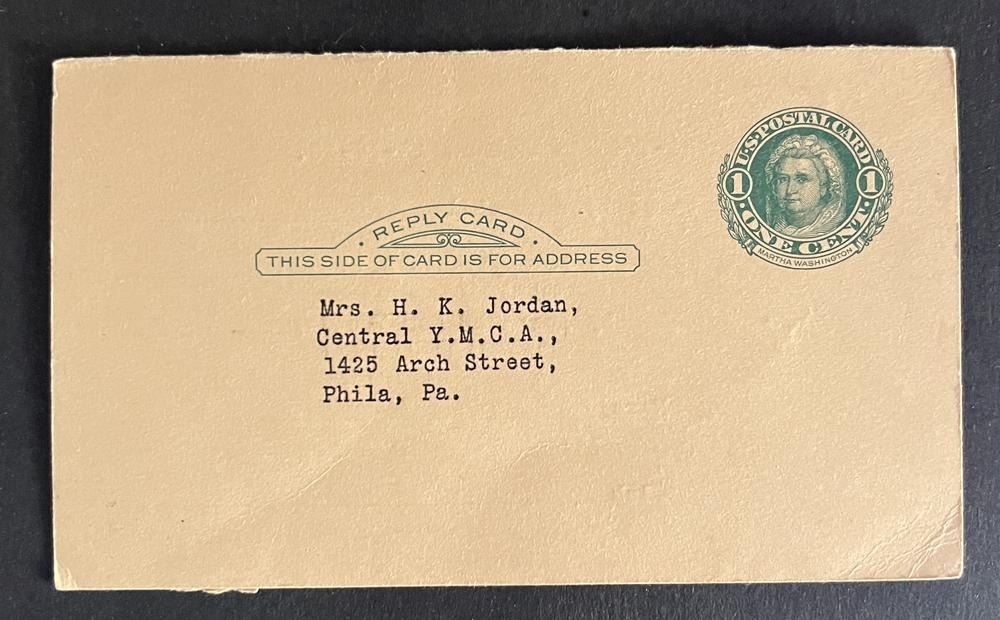 U.S. POSTAL CARD
1 1
· ONE CENT ·
MARTHA WASHINGTON
· REPLY CARD ·
THIS SIDE OF CARD IS FOR ADDRESS
Mrs. H. K. Jordan,
Central Y.M.C.A.,
1425 Arch Street,
Phila, Pa.